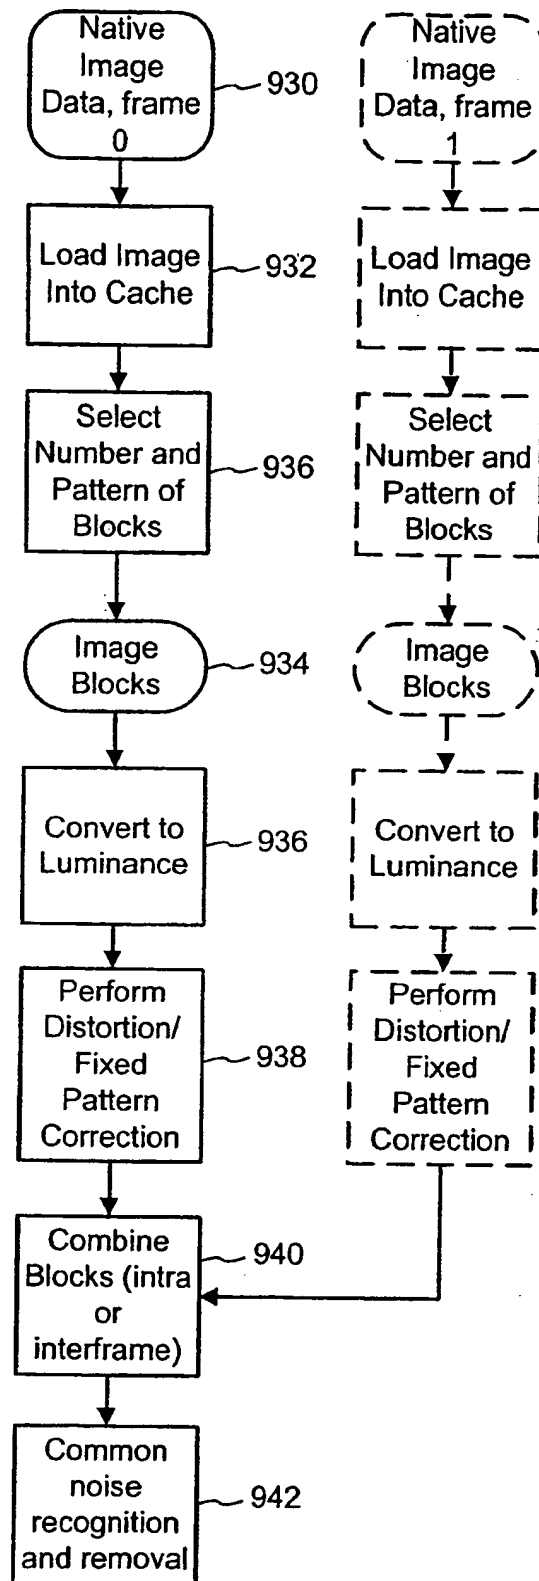 Native
Image
Data, frame
0
930
Load Image
Into Cache
932
Select
Number and
Pattern of
Blocks
936
Image
Blocks
934
Convert to
Luminance
936
Perform
Distortion/
Fixed
Pattern
Correction
938
Combine
Blocks (intra
or
interframe)
940
Common
noise
recognition
and removal
942
Native
Image
Data, frame
1
Load Image
Into Cache
Select
Number and
Pattern of
Blocks
Image
Blocks
Convert to
Luminance
Perform
Distortion/
Fixed
Pattern
Correction